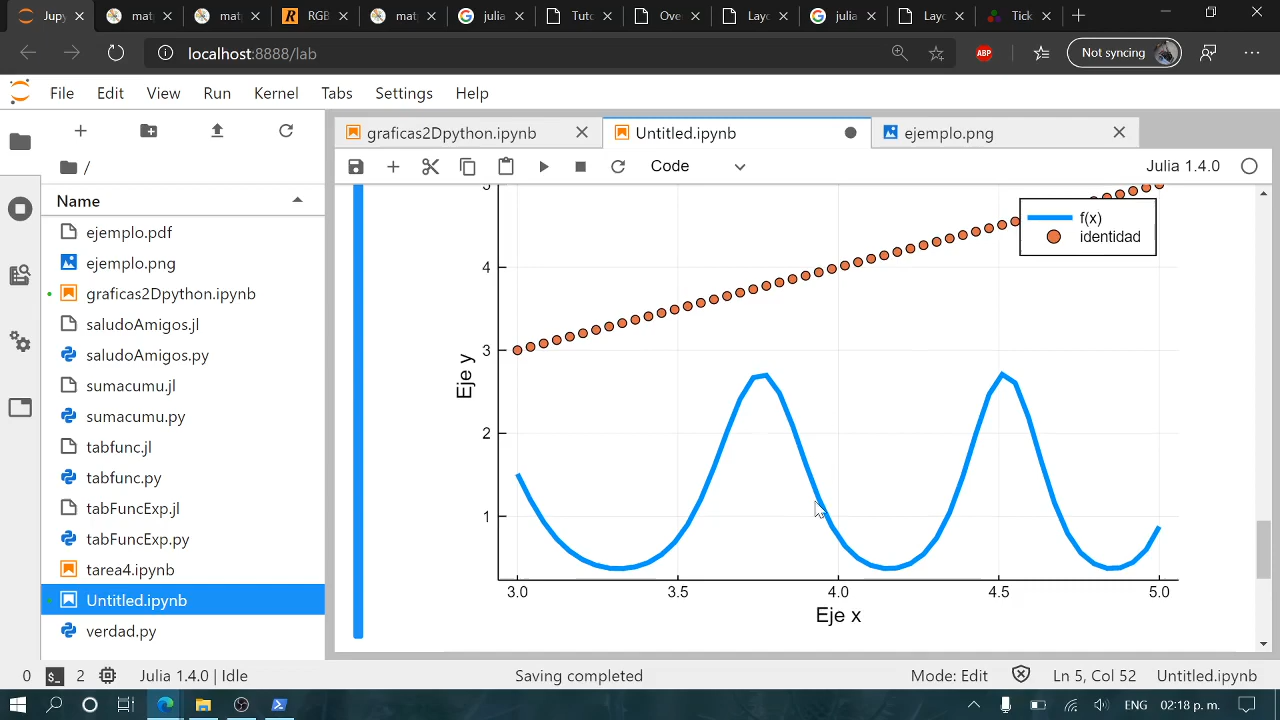 Jup
mat
mat
RGB
mat
julia
Tuto
Ove
Layo
julia
Layo
Tick
localhost:8888/lab
ABP
Not syncing
File Edit View Run Kernel Tabs Settings Help
graficas2Dpython.ipynb
Untitled.ipynb
ejemplo.png
/
Code
Julia 1.4.0
Name
ejemplo.pdf
ejemplo.png
graficas2Dpython.ipynb
saludoAmigos.jl
saludoAmigos.py
sumacumu.jl
sumacumu.py
tabfunc.jl
tabfunc.py
tabFuncExp.jl
tabFuncExp.py
tarea4.ipynb
Untitled.ipynb
verdad.py
5
f(x)
identidad
4
3
2
1
Eje y
3.0 3.5 4.0 4.5 5.0
Eje x
0 $_ 2 Julia 1.4.0 | Idle Saving completed Mode: Edit Ln 5, Col 52 Untitled.ipynb
ENG 02:18 p. m.